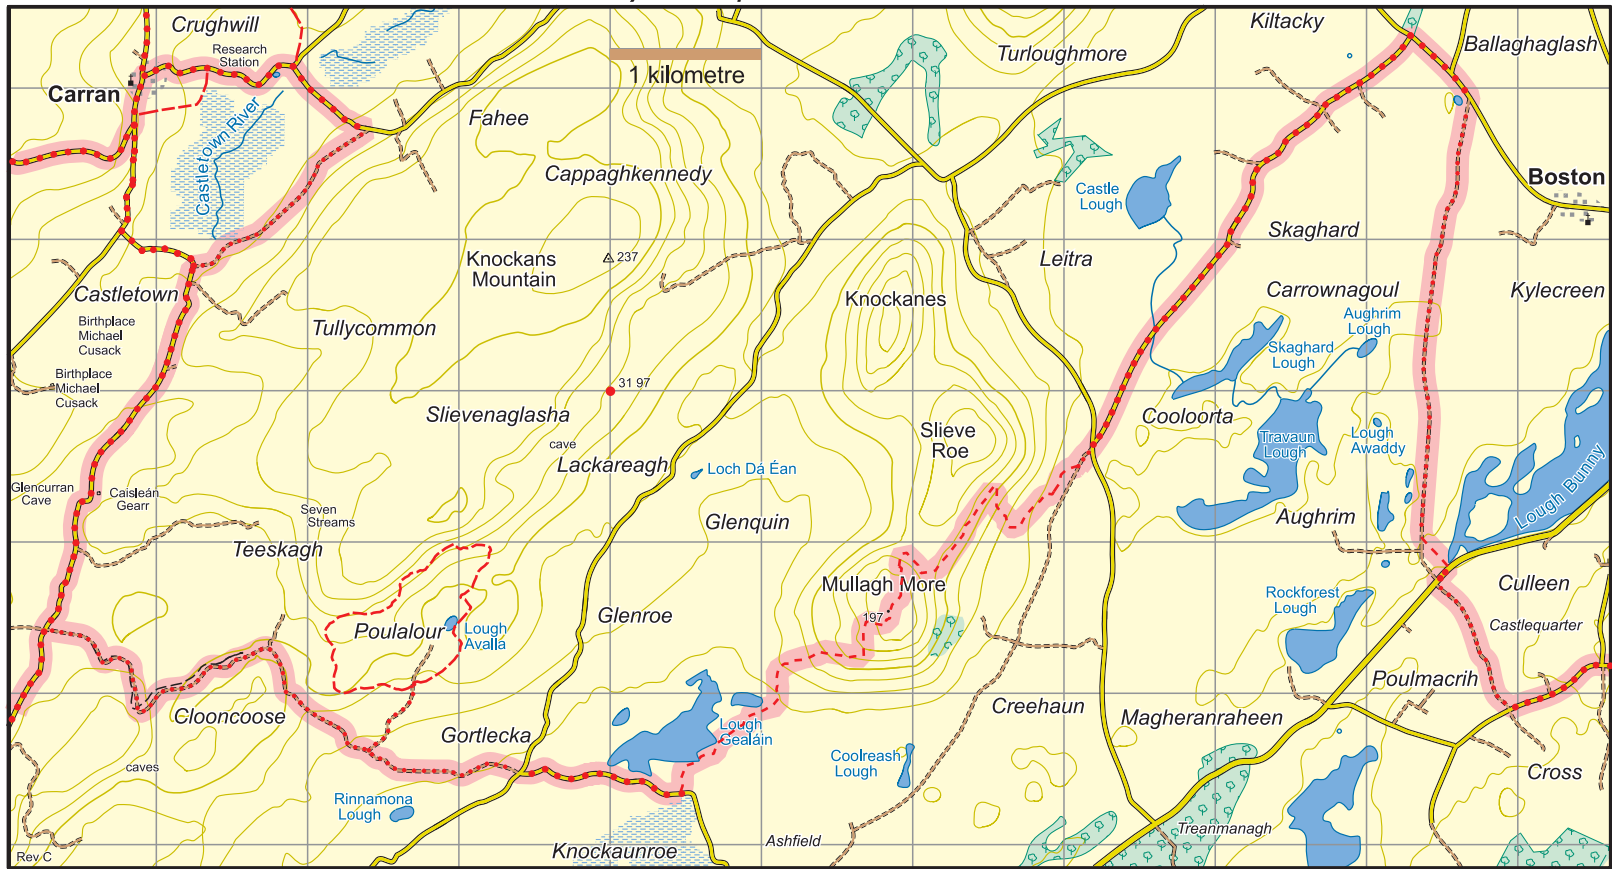 Crughwill
Research
Station
Carran
Castletown River
Fahee
1 kilometre
Turloughmore
Kiltacky
Ballaghaglash
Cappaghkennedy
Castle
Lough
Boston
Knockans
Mountain
237
Leitra
Skaghard
Castletown
Birthplace
Michael
Cusack
Tullycommon
Knockanes
Carrownagoul
Aughrim
Lough
Kylecreen
Skaghard
Lough
Birthplace
Michael
Cusack
31 97
Slievenaglasha
cave
Lackareagh
Slieve
Roe
Cooloorta
Travaun
Lough
Lough
Awaddy
Loch Dá Éan
Lough Bunny
Glencurran
Cave
Caisleán
Gearr
Seven
Streams
Glenquin
Aughrim
Teeskagh
Mullagh More
197
Rockforest
Lough
Culleen
Castlequarter
Glenroe
Poulalour
Lough
Avalla
Poulmacrih
Clooncoose
Gortlecka
Lough
Gealáin
Creehaun
Magheranraheen
caves
Coolreash
Lough
Cross
Rinnamona
Lough
Ashfield
Treanmanagh
Knockaunroe
Rev C